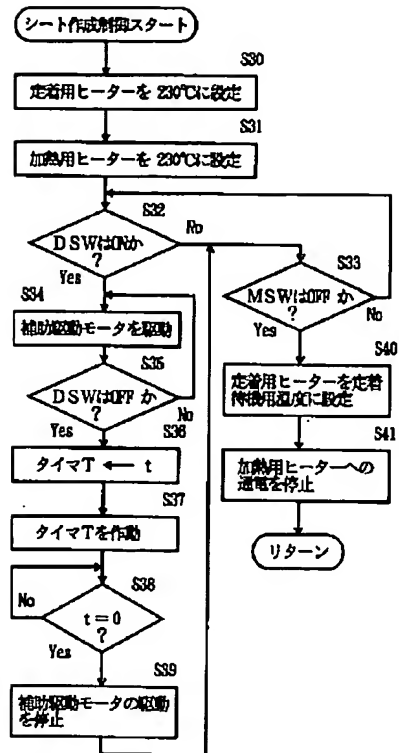 シート作成制御スタート
S30
定着用ヒーターを 230℃に設定
S31
加熱用ヒーターを 230℃に設定
S32
DSWはONか
?
No
Yes
S33
MSWはOFF か
?
No
Yes
S34
補助駆動モータを駆動
S35
DSWはOFF か
?
No
Yes
S36
タイマT ← t
S37
タイマTを作動
S38
t=0
?
No
Yes
S39
補助駆動モータの駆動
を停止
S40
定着用ヒーターを定着
待機用温度に設定
S41
加熱用ヒーターへの
通電を停止
リターン